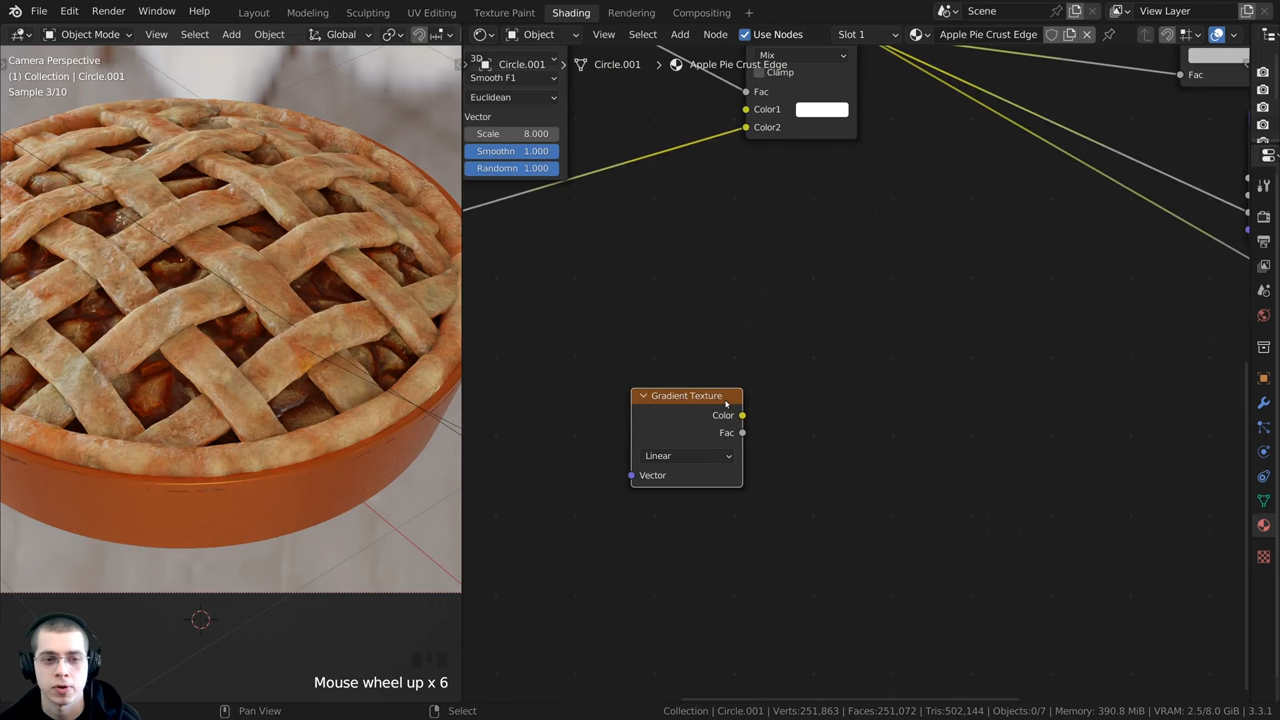 File Edit Render Window Help Layout Modeling Sculpting UV Editing Texture Paint Shading Rendering Compositing + Scene View Layer
Object Mode View Select Add Object Global Object View Select Add Node Use Nodes Slot 1 Apple Pie Crust Edge
Camera Perspective
(1) Collection | Circle.001
Sample 3/10
3D
Circle.001 > Circle.001 > Apple Pie Crust Edge
Smooth F1
Euclidean
Vector
Scale 8.000
Smoothn 1.000
Randomn 1.000
Mix
Clamp
Fac
Color1
Color2
Fac
Gradient Texture
Color
Fac
Linear
Vector
Mouse wheel up x 6
Pan View Select Collection | Circle.001 | Verts:251,863 | Faces:251,072 | Tris:502,144 | Objects:0/7 | Memory: 390.8 MiB | VRAM: 2.5/8.0 GiB | 3.3.1